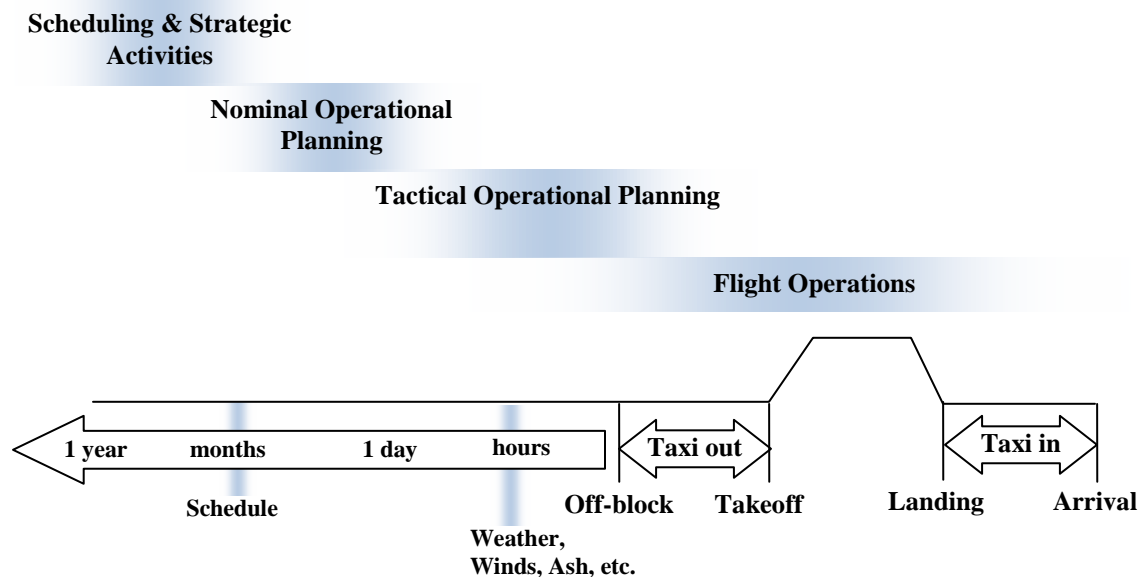 Scheduling & Strategic
Activities
Nominal Operational
Planning
Tactical Operational Planning
Flight Operations
1 year
months
1 day
hours
Taxi out
Taxi in
Schedule
Off-block
Takeoff
Landing
Arrival
Weather,
Winds, Ash, etc.